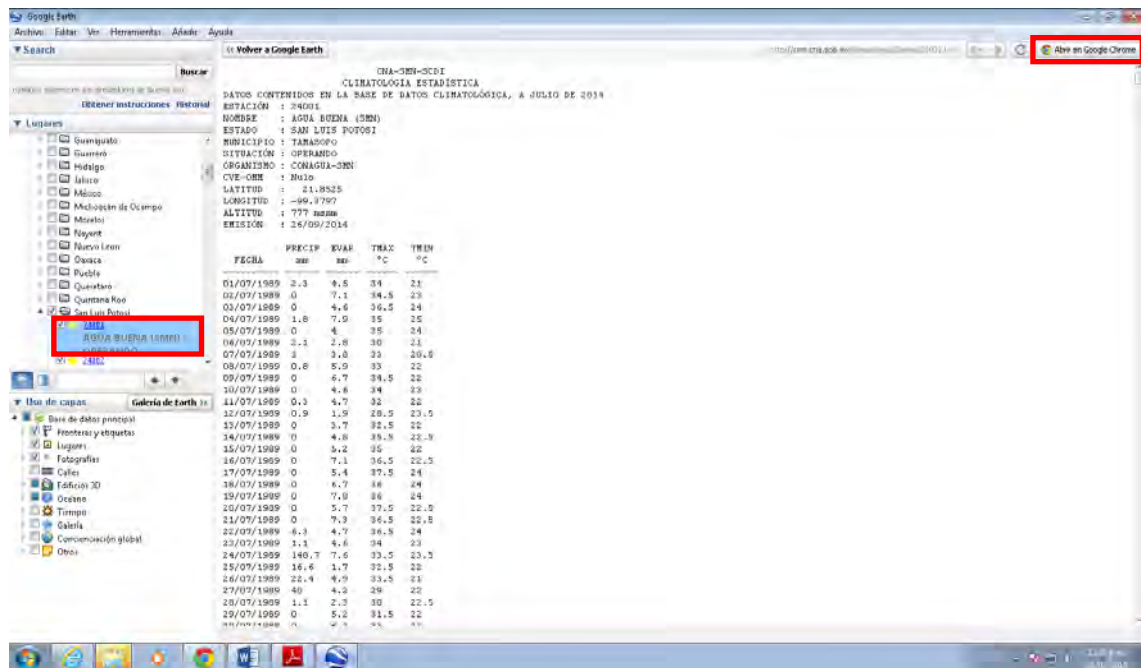 Google Earth
Archivo Editar Ver Herramientas Añadir Ayuda
Search
Buscar
Obtener instrucciones Historial
Lugares
Guanajuato
Guerrero
Hidalgo
Jalisco
México
Michoacán de Ocampo
Morelos
Nayarit
Nuevo Leon
Oaxaca
Puebla
Queretaro
Quintana Roo
San Luis Potosi
AGUA BUENA (SMN)
OPERANDO
24002
Uso de capas
Galería de Earth >>
Base de datos principal
Fronteras y etiquetas
Lugares
Fotografías
Calles
Edificios 3D
Océano
Tiempo
Galería
Concienciación global
Otros
<< Volver a Google Earth
Abrir en Google Chrome
CNA-SMN-SCDI
CLIMATOLOGIA ESTADÍSTICA
DATOS CONTENIDOS EN LA BASE DE DATOS CLIMATOLÓGICA, A JULIO DE 2014
ESTACIÓN : 24001
NOMBRE : AGUA BUENA (SMN)
ESTADO : SAN LUIS POTOSI
MUNICIPIO : TAMASOPO
SITUACIÓN : OPERANDO
ORGANISMO : CONAGUA-SMN
CVE-OMM : Nulo
LATITUD : 21.8525
LONGITUD : -99.3797
ALTITUD : 777 msnm
EMISIÓN : 26/09/2014
PRECIP EVAP TMAX TMIN
FECHA mm mm °C °C
01/07/1989 2.3 4.5 34 21
02/07/1989 0 7.1 34.5 23
03/07/1989 0 4.6 36.5 24
04/07/1989 1.8 7.9 35 25
05/07/1989 0 4 35 24
06/07/1989 2.1 2.8 30 21
07/07/1989 3.8 33 20.5
08/07/1989 0.8 5.9 33 22
09/07/1989 0 6.7 34.5 22
10/07/1989 0 4.6 34 23
11/07/1989 0.3 4.7 32 22
12/07/1989 0.9 1.9 28.5 23.5
13/07/1989 0 3.7 32.5 22
14/07/1989 0 4.8 35.5 22.5
15/07/1989 0 5.2 35 22
16/07/1989 0 7.1 36.5 22.5
17/07/1989 0 5.4 37.5 24
18/07/1989 0 6.7 36 24
19/07/1989 0 7.8 36 24
20/07/1989 0 5.7 37.5 22.5
21/07/1989 0 7.3 36.5 22.5
22/07/1989 6.3 4.7 36.5 24
23/07/1989 1.1 4.6 34 23
24/07/1989 148.7 7.6 33.5 23.5
25/07/1989 16.6 1.7 32.5 22
26/07/1989 22.4 4.9 33.5 21
27/07/1989 40 4.2 29 22
28/07/1989 1.1 2.3 30 22.5
29/07/1989 0 5.2 31.5 22